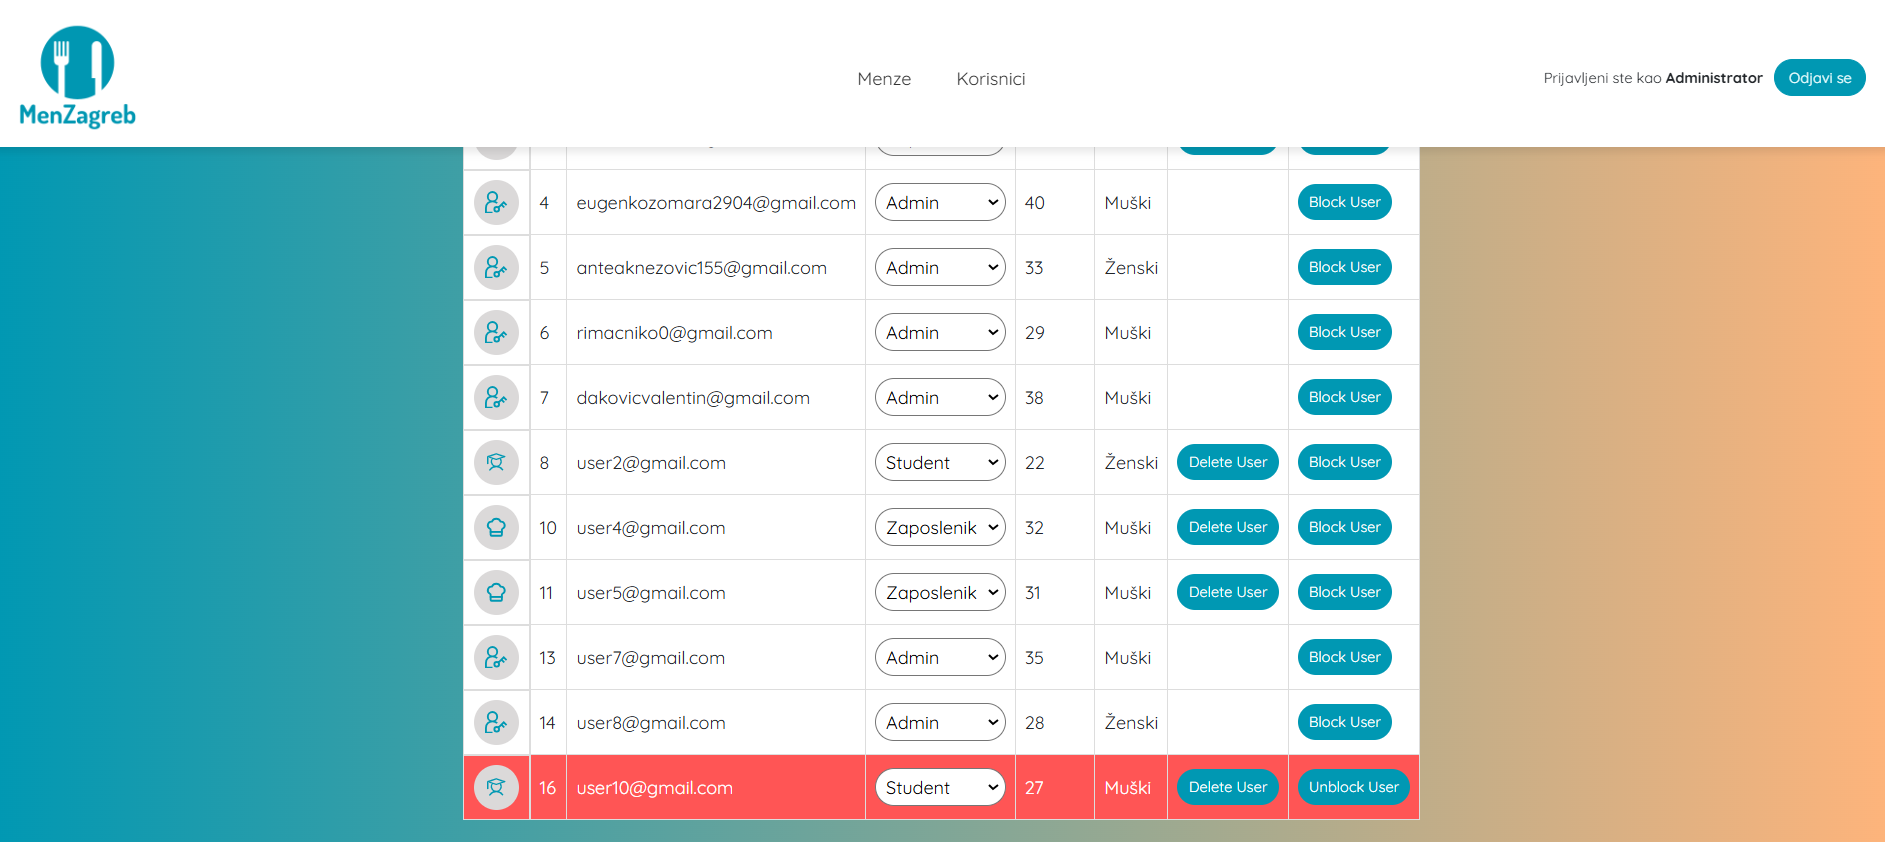 MenZagreb
Menze Korisnici
Prijavljeni ste kao Administrator Odjavi se
4 eugenkozomara2904@gmail.com Admin 40 Muški Block User
5 anteaknezovic155@gmail.com Admin 33 Ženski Block User
6 rimacniko0@gmail.com Admin 29 Muški Block User
7 dakovicvalentin@gmail.com Admin 38 Muški Block User
8 user2@gmail.com Student 22 Ženski Delete User Block User
10 user4@gmail.com Zaposlenik 32 Muški Delete User Block User
11 user5@gmail.com Zaposlenik 31 Muški Delete User Block User
13 user7@gmail.com Admin 35 Muški Block User
14 user8@gmail.com Admin 28 Ženski Block User
16 user10@gmail.com Student 27 Muški Delete User Unblock User